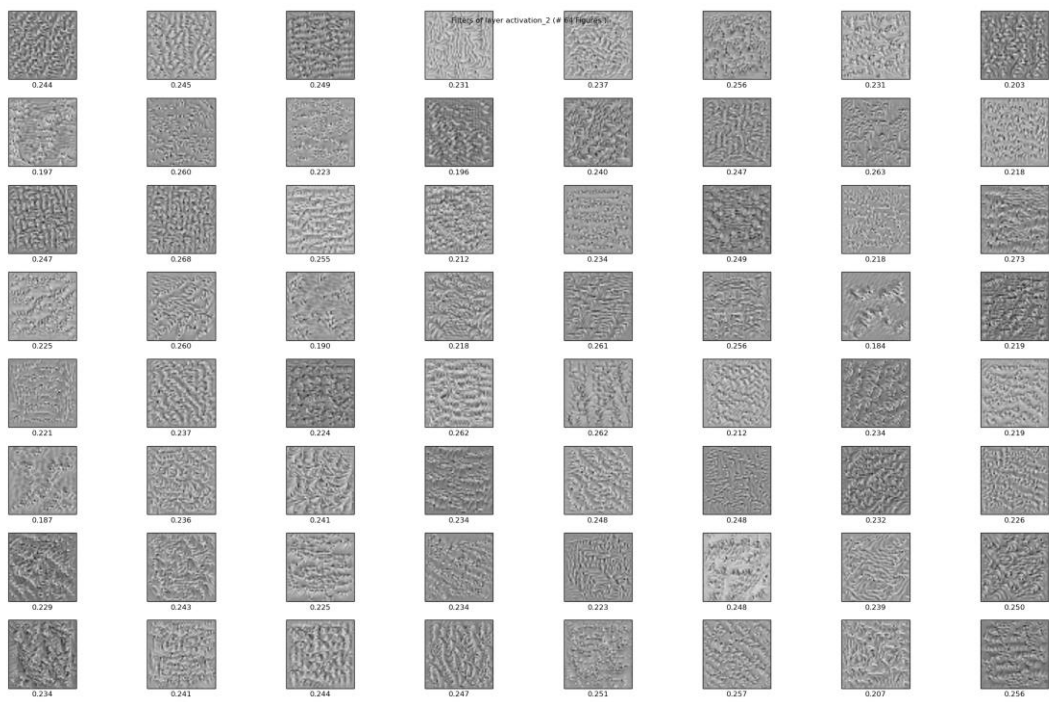 Filters of layer activation_2 (# 64 Figures ).
0.244 0.245 0.249 0.231 0.237 0.256 0.231 0.203
0.197 0.260 0.223 0.196 0.240 0.247 0.263 0.218
0.247 0.268 0.255 0.212 0.234 0.249 0.218 0.273
0.225 0.260 0.190 0.218 0.261 0.256 0.184 0.219
0.221 0.237 0.224 0.262 0.262 0.212 0.234 0.219
0.187 0.236 0.241 0.234 0.248 0.248 0.232 0.226
0.229 0.243 0.225 0.234 0.223 0.248 0.239 0.250
0.234 0.241 0.244 0.247 0.251 0.257 0.207 0.256